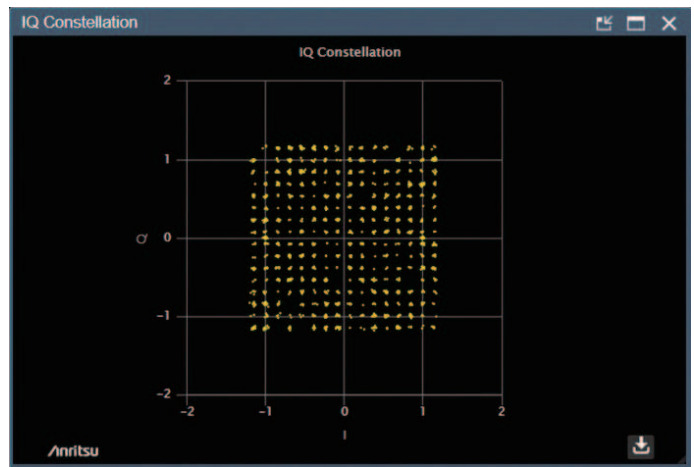 IQ Constellation
IQ Constellation
2
1
Q
0
-1
-2
-2 -1 0 1 2
I
Anritsu